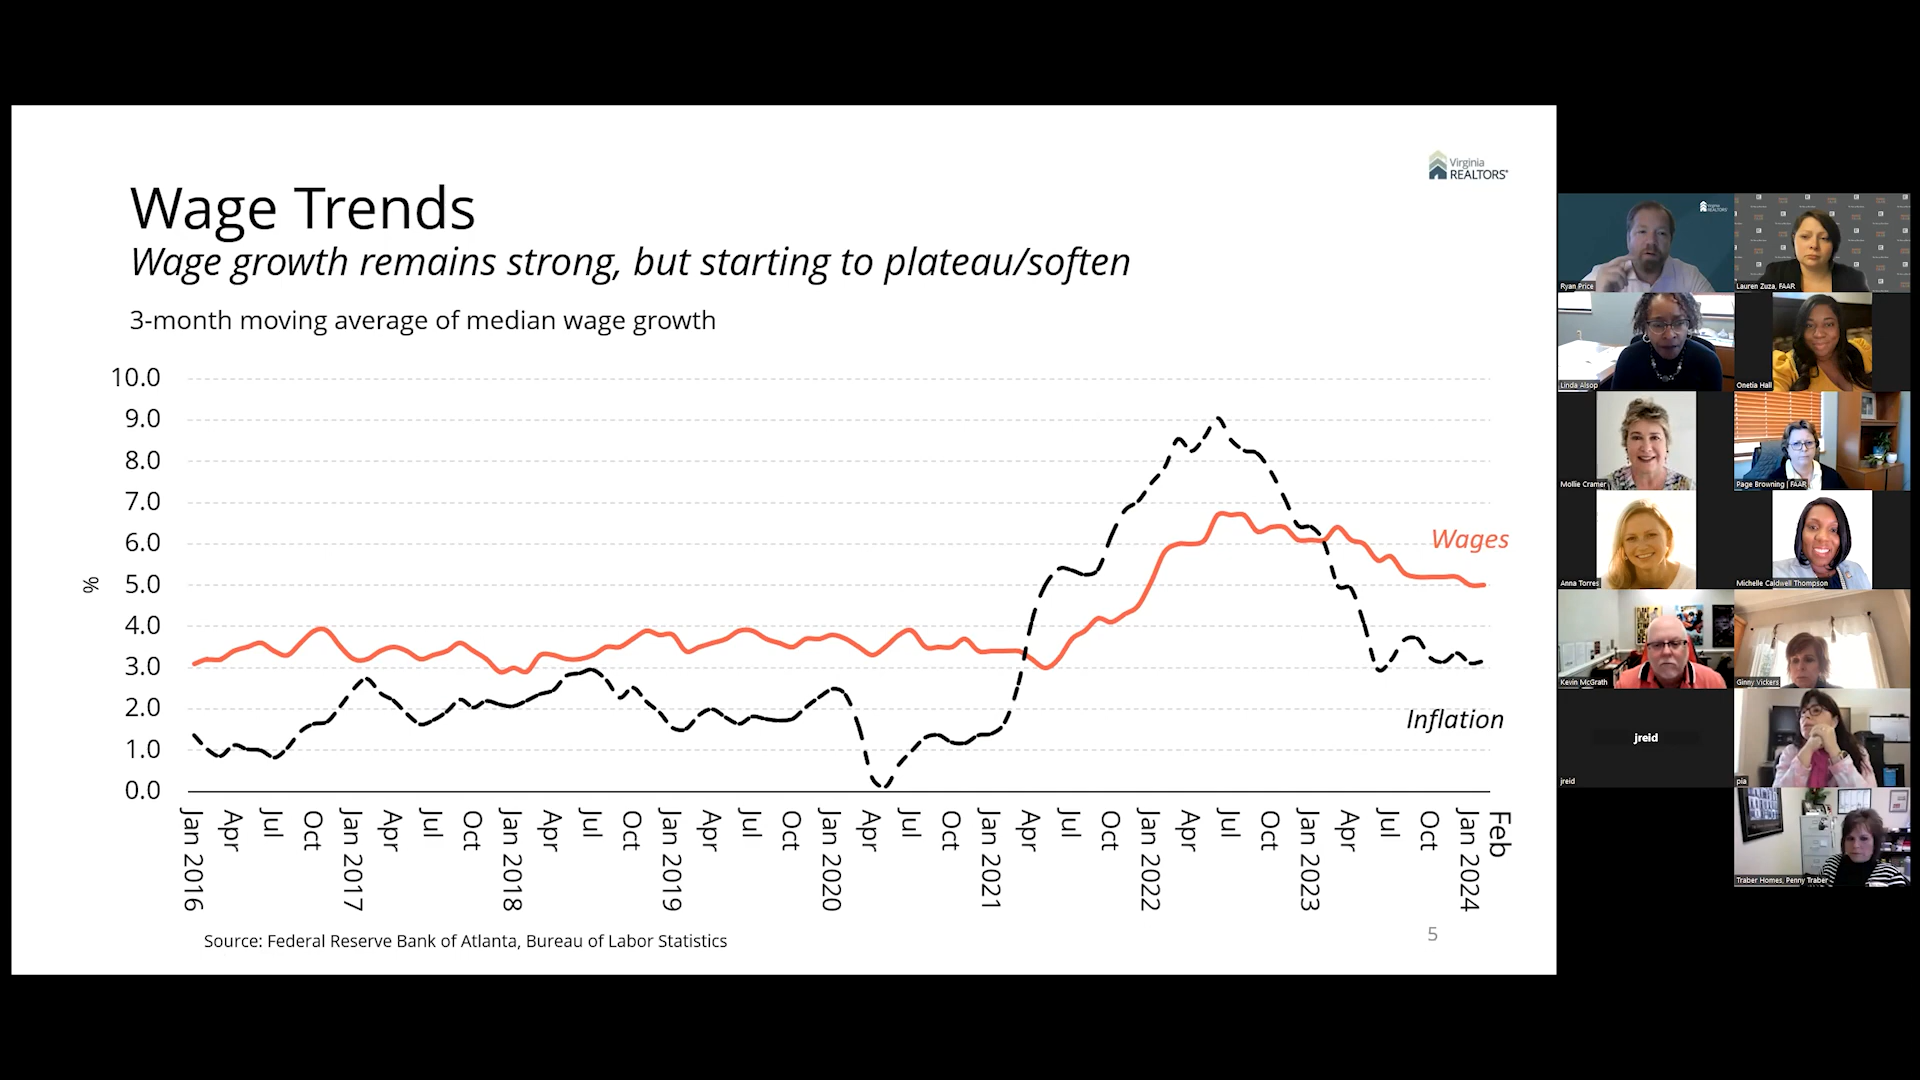 Virginia
REALTORS®
Wage Trends
Wage growth remains strong, but starting to plateau/soften
3-month moving average of median wage growth
10.0
9.0
8.0
7.0
6.0
5.0
4.0
3.0
2.0
1.0
0.0
%
Wages
Inflation
Jan 2016
Apr
Jul
Oct
Jan 2017
Apr
Jul
Oct
Jan 2018
Apr
Jul
Oct
Jan 2019
Apr
Jul
Oct
Jan 2020
Apr
Jul
Oct
Jan 2021
Apr
Jul
Oct
Jan 2022
Apr
Jul
Oct
Jan 2023
Apr
Jul
Oct
Jan 2024
Feb
Source: Federal Reserve Bank of Atlanta, Bureau of Labor Statistics
5
Ryan Price
Lauren Zuza, FAAR
Linda Alsop
Onetia Hall
Mollie Cramer
Page Browning | FAAR
Anna Torres
Michelle Caldwell Thompson
Kevin McGrath
Ginny Vickers
jreid
jreid
pia
Traber Homes, Penny Traber